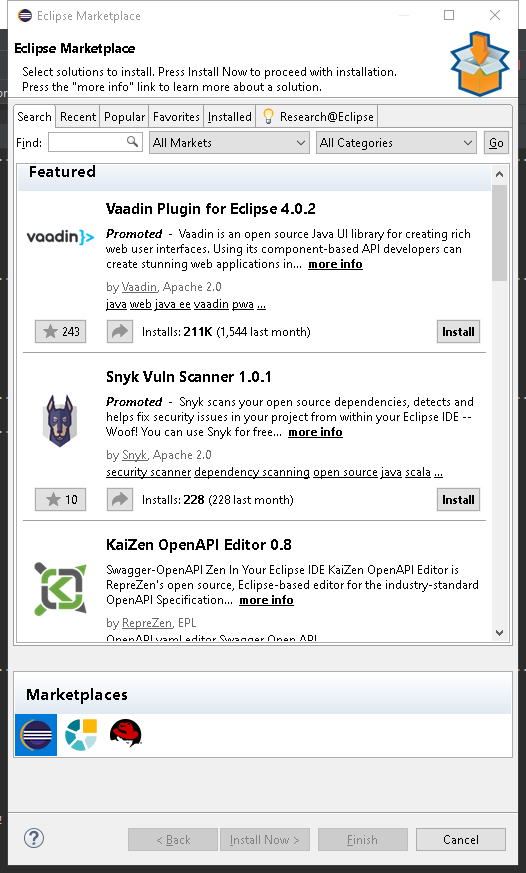 Eclipse Marketplace
Eclipse Marketplace
Select solutions to install. Press Install Now to proceed with installation.
Press the "more info" link to learn more about a solution.
Search Recent Popular Favorites Installed Research@Eclipse
Find: All Markets All Categories Go
Featured
Vaadin Plugin for Eclipse 4.0.2
vaadin}>
Promoted - Vaadin is an open source Java UI library for creating rich
web user interfaces. Using its component-based API developers can
create stunning web applications in... more info
by Vaadin, Apache 2.0
java web java ee vaadin pwa ...
243 Installs: 211K (1,544 last month) Install
Snyk Vuln Scanner 1.0.1
Promoted - Snyk scans your open source dependencies, detects and
helps fix security issues in your project from within your Eclipse IDE --
Woof! You can use Snyk for free... more info
by Snyk, Apache 2.0
security scanner dependency scanning open source java scala ...
10 Installs: 228 (228 last month) Install
KaiZen OpenAPI Editor 0.8
Swagger-OpenAPI Zen In Your Eclipse IDE KaiZen OpenAPI Editor is
RepreZen's open source, Eclipse-based editor for the industry-standard
OpenAPI Specification... more info
by RepreZen, EPL
OpenAPI yaml editor Swagger Open API
Marketplaces
? < Back Install Now > Finish Cancel